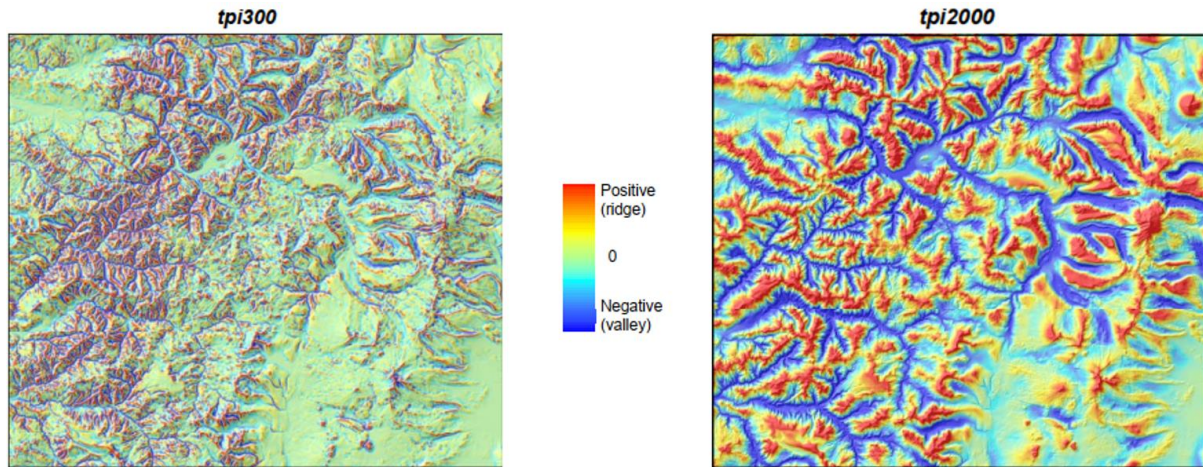 tpi300
tpi2000
Positive
(ridge)
0
Negative
(valley)